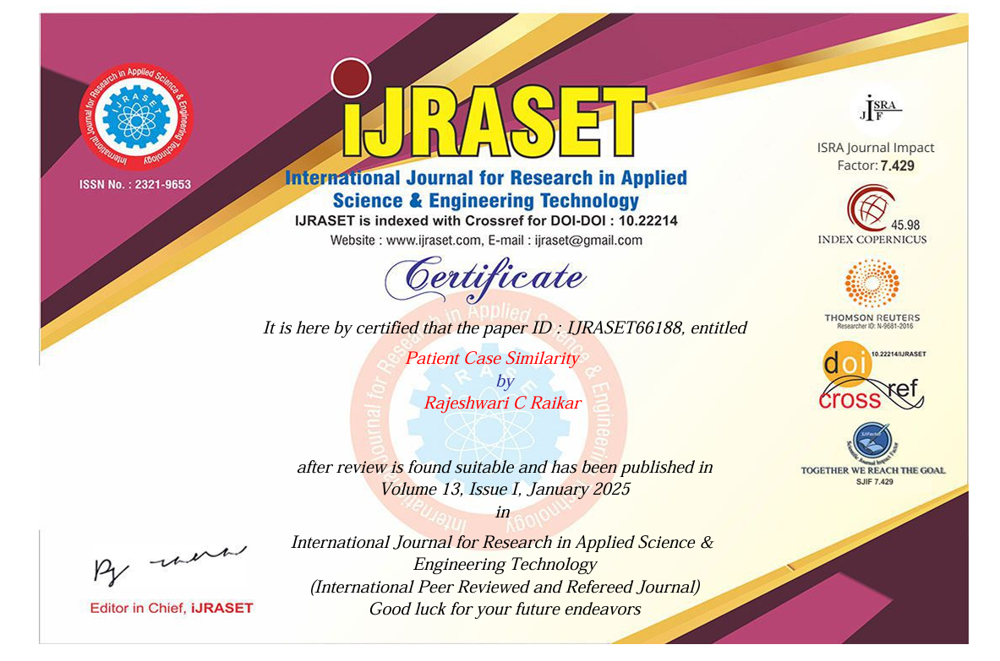 International Journal for Research in Applied Science & Engineering Technology
IJRASET
ISSN No. : 2321-9653
iJRASET
International Journal for Research in Applied
Science & Engineering Technology
IJRASET is indexed with Crossref for DOI-DOI : 10.22214
Website : www.ijraset.com, E-mail : ijraset@gmail.com
Certificate
It is here by certified that the paper ID : IJRASET66188, entitled
Patient Case Similarity
by
Rajeshwari C Raikar
after review is found suitable and has been published in
Volume 13, Issue I, January 2025
in
International Journal for Research in Applied Science &
Engineering Technology
(International Peer Reviewed and Refereed Journal)
Good luck for your future endeavors
Editor in Chief, iJRASET
ISRA
JIF
ISRA Journal Impact
Factor: 7.429
45.98
INDEX COPERNICUS
THOMSON REUTERS
Researcher ID: N-9681-2016
doi
10.22214/IJRASET
cross ref
SJIFactor
Scientific Journal Impact Factor
TOGETHER WE REACH THE GOAL
SJIF 7.429